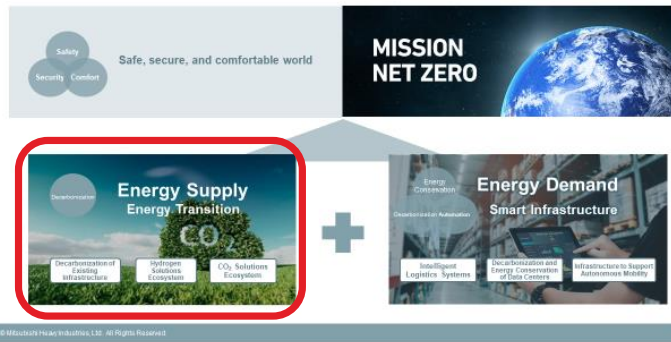 Safety
Security Comfort
Safe, secure, and comfortable world
MISSION
NET ZERO
Decarbonization
Energy Supply
Energy Transition
CO2
Decarbonization of
Existing
Infrastructure
Hydrogen
Solutions
Ecosystem
CO₂ Solutions
Ecosystem
Energy
Conservation
Decarbonization Automation
Energy Demand
Smart Infrastructure
Intelligent
Logistics Systems
Decarbonization and
Energy Conservation
of Data Centers
Infrastructure to Support
Autonomous Mobility
© Mitsubishi Heavy Industries, Ltd. All Rights Reserved.